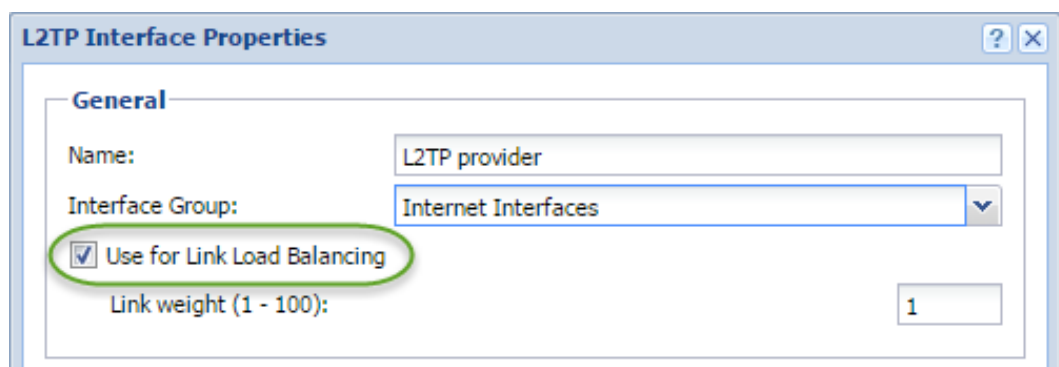 L2TP Interface Properties
General
Name: L2TP provider
Interface Group: Internet Interfaces
Use for Link Load Balancing
Link weight (1 - 100): 1